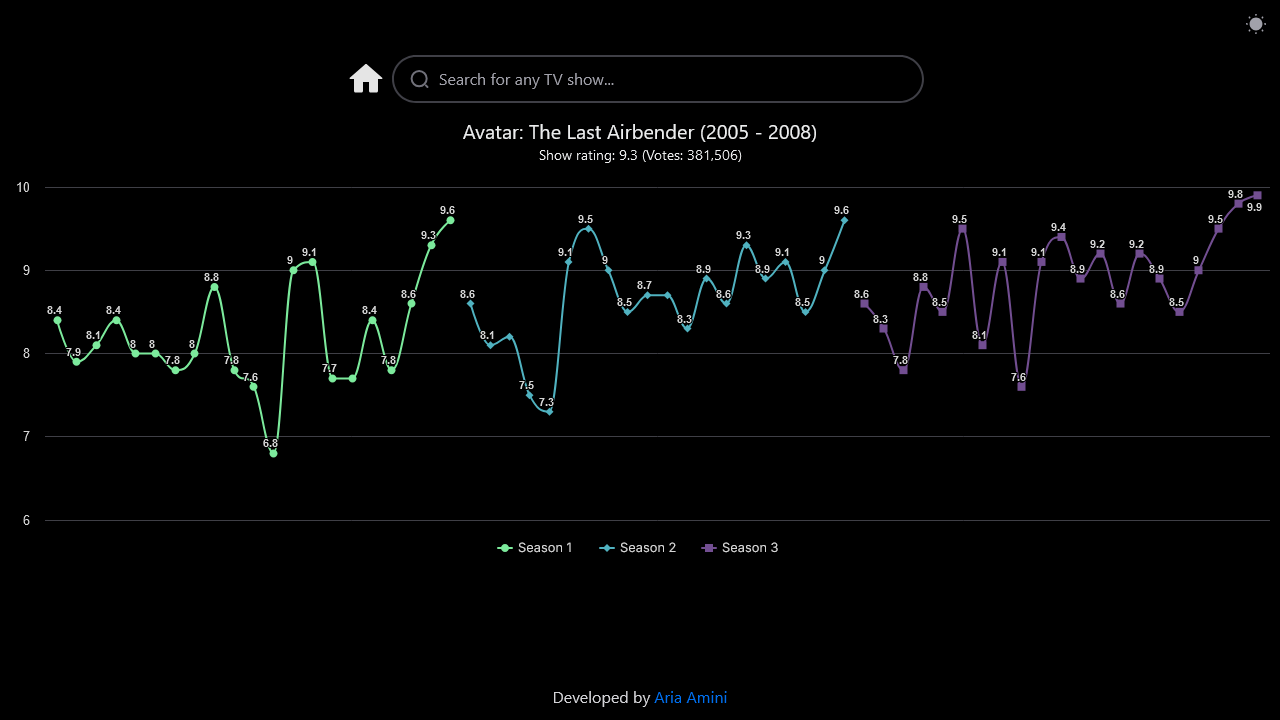 Search for any TV show...
Avatar: The Last Airbender (2005 - 2008)
Show rating: 9.3 (Votes: 381,506)
10
9
8
7
6
8.4 7.9 8.1 8.4 8 8 7.8 8 8.8 7.8 7.6 6.8 9 9.1 7.7 8.4 7.8 8.6 9.3 9.6
8.6 8.1 7.5 7.3 9.1 9.5 9 8.5 8.7 8.3 8.9 8.6 9.3 8.9 9.1 8.5 9 9.6
8.6 8.3 7.8 8.8 8.5 9.5 8.1 9.1 7.6 9.1 9.4 8.9 9.2 8.6 9.2 8.9 8.5 9 9.5 9.8 9.9
Season 1 Season 2 Season 3
Developed by Aria Amini